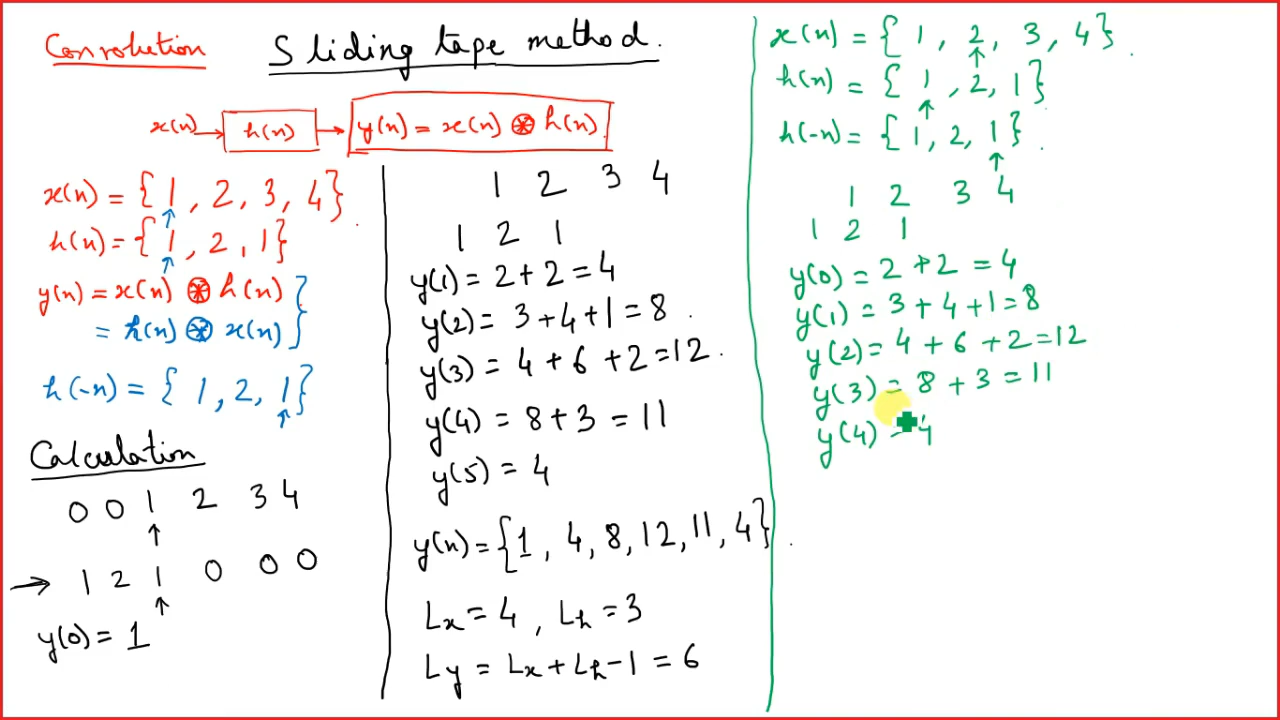 Convolution
Sliding tape method.
x(n) → h(n) → y(n) = x(n) ⊛ h(n)
x(n) = { 1, 2, 3, 4 }
↑
h(n) = { 1, 2, 1 }
↑
y(n) = x(n) ⊛ h(n) }
= h(n) ⊛ x(n)
h(-n) = { 1, 2, 1 }
↑
Calculation
0 0 1 2 3 4
↑
→ 1 2 1 0 0 0
↑
y(0) = 1
1 2 3 4
1 2 1
y(1) = 2 + 2 = 4
y(2) = 3 + 4 + 1 = 8
y(3) = 4 + 6 + 2 = 12
y(4) = 8 + 3 = 11
y(5) = 4
y(n) = { 1, 4, 8, 12, 11, 4 }
Lx = 4, Lh = 3
Ly = Lx + Lh - 1 = 6
x(n) = { 1, 2, 3, 4 }
↑
h(n) = { 1, 2, 1 }
↑
h(-n) = { 1, 2, 1 }
↑
1 2 3 4
1 2 1
y(0) = 2 + 2 = 4
y(1) = 3 + 4 + 1 = 8
y(2) = 4 + 6 + 2 = 12
y(3) = 8 + 3 = 11
y(4) = 4